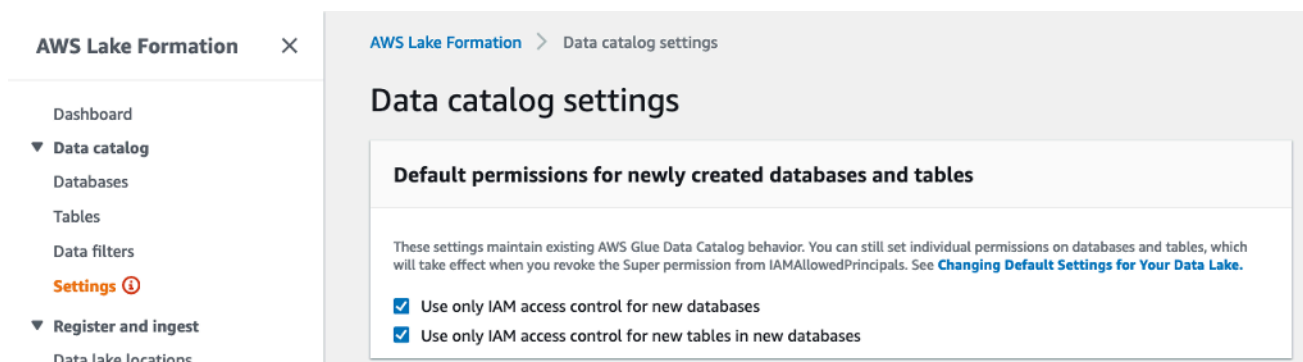 AWS Lake Formation
Dashboard
Data catalog
Databases
Tables
Data filters
Settings
Register and ingest
Data lake locations
AWS Lake Formation > Data catalog settings
Data catalog settings
Default permissions for newly created databases and tables
These settings maintain existing AWS Glue Data Catalog behavior. You can still set individual permissions on databases and tables, which
will take effect when you revoke the Super permission from IAMAllowedPrincipals. See Changing Default Settings for Your Data Lake.
Use only IAM access control for new databases
Use only IAM access control for new tables in new databases